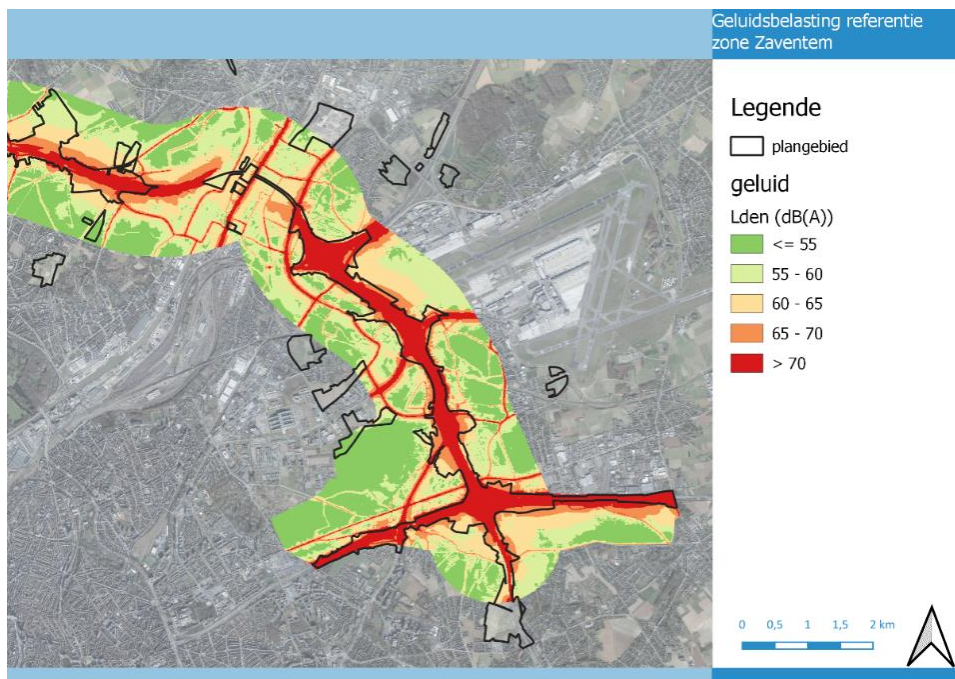 Geluidsbelasting referentie
zone Zaventem
Legende
plangebied
geluid
Lden (dB(A))
<= 55
55 - 60
60 - 65
65 - 70
> 70
0 0,5 1 1,5 2 km